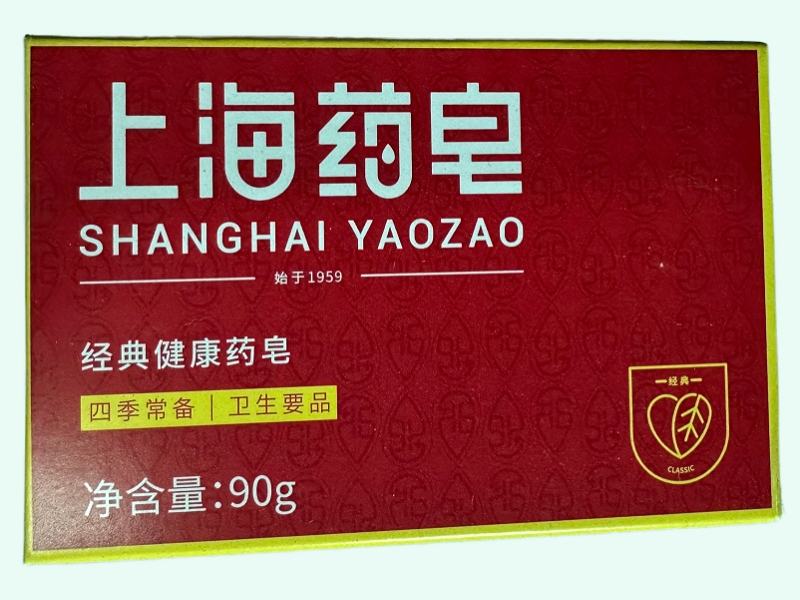 上海药皂
SHANGHAI YAOZAO
始于1959
经典健康药皂
四季常备 | 卫生要品
净含量:90g
经典
CLASSIC